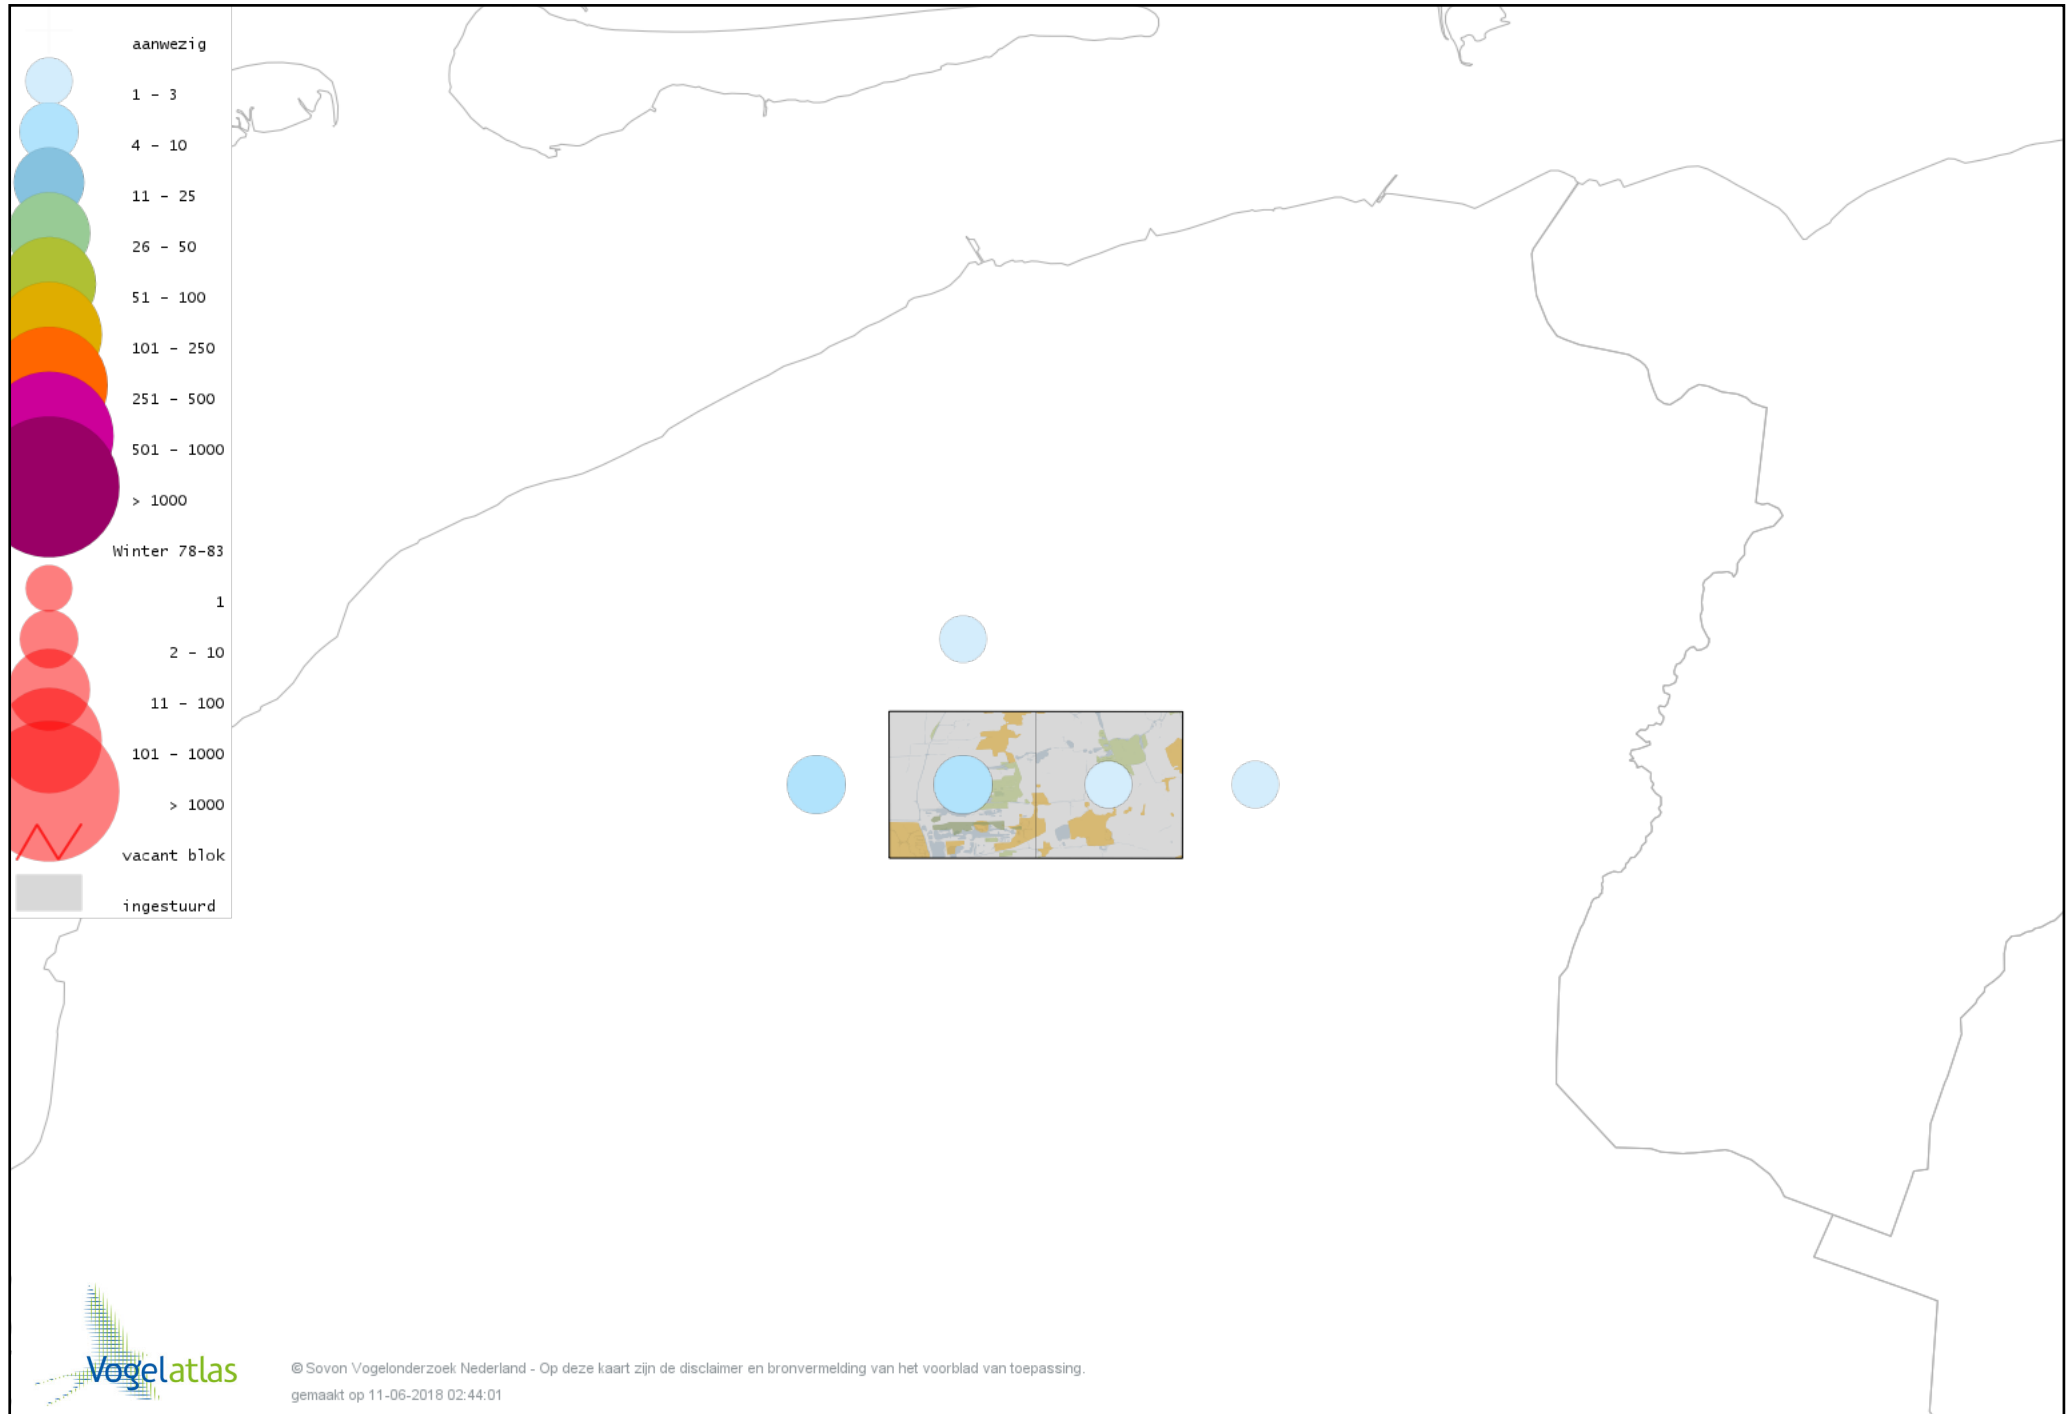 aanwezig
1 - 3
4 - 10
11 - 25
26 - 50
51 - 100
101 - 250
251 - 500
501 - 1000
> 1000
Winter 78-83
1
2 - 10
11 - 100
101 - 1000
> 1000
vacant blok
ingestuurd
Vogelatlas
© Sovon Vogelonderzoek Nederland - Op deze kaart zijn de disclaimer en bronvermelding van het voorblad van toepassing.
gemaakt op 11-06-2018 02:44:01